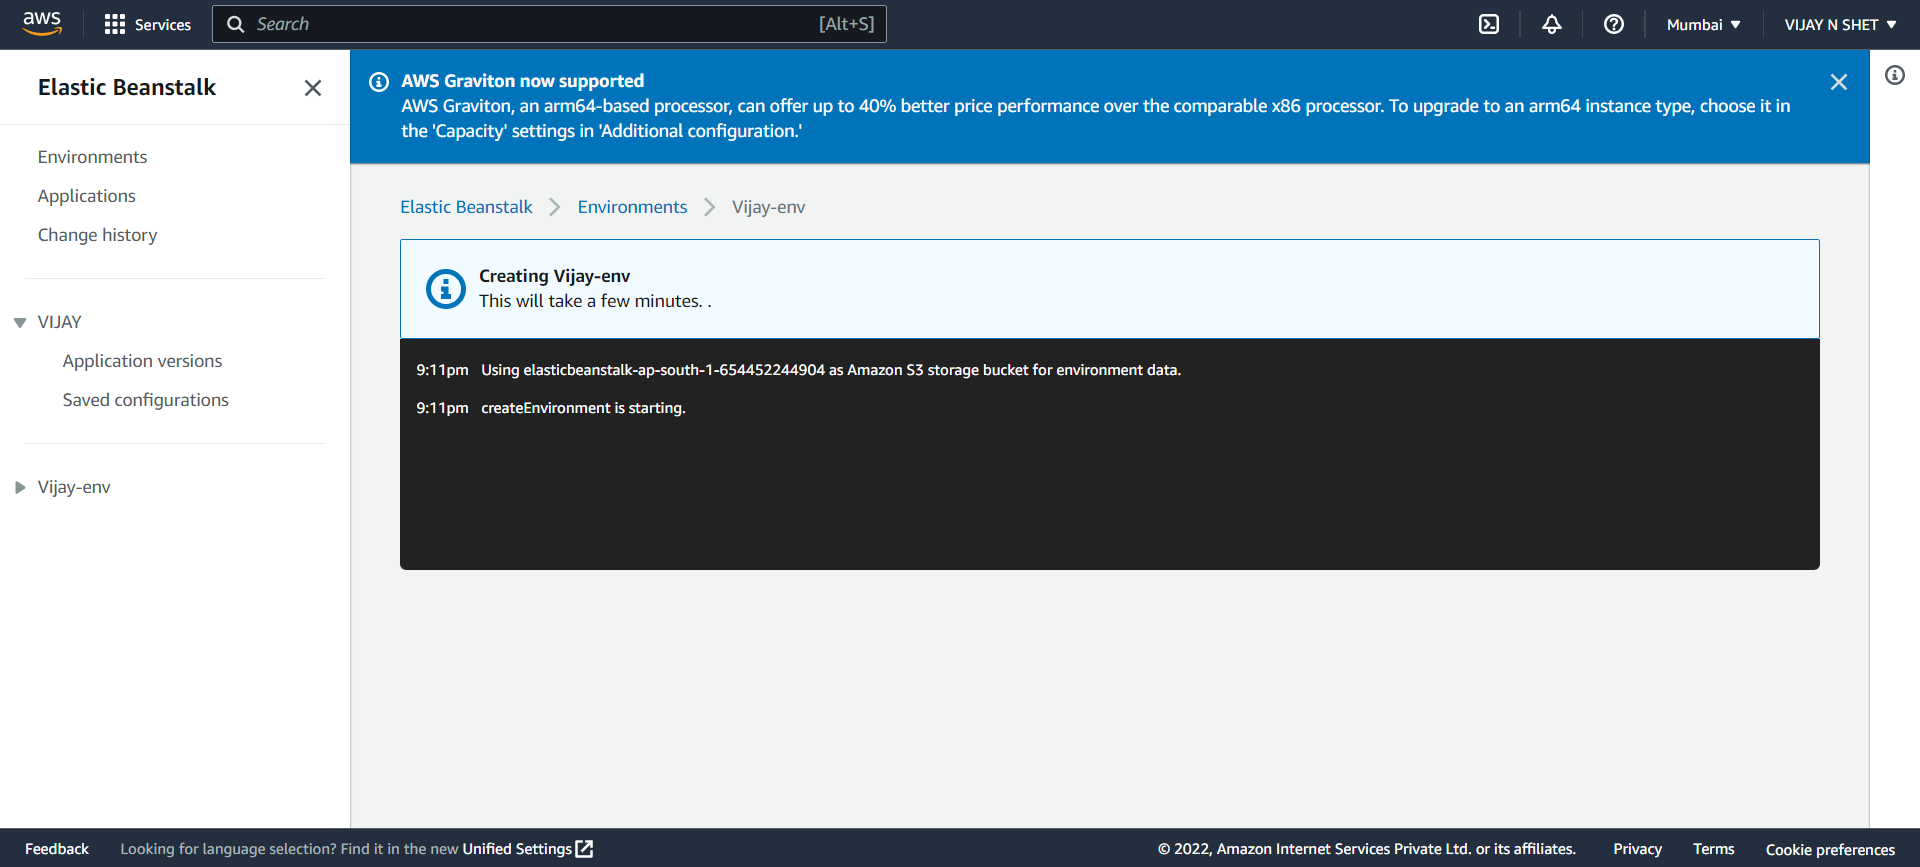 aws
Services
Search
[Alt+S]
Mumbai
VIJAY N SHET
Elastic Beanstalk
Environments
Applications
Change history
VIJAY
Application versions
Saved configurations
Vijay-env
AWS Graviton now supported
AWS Graviton, an arm64-based processor, can offer up to 40% better price performance over the comparable x86 processor. To upgrade to an arm64 instance type, choose it in
the 'Capacity' settings in 'Additional configuration.'
Elastic Beanstalk
Environments
Vijay-env
Creating Vijay-env
This will take a few minutes. .
9:11pm Using elasticbeanstalk-ap-south-1-654452244904 as Amazon S3 storage bucket for environment data.
9:11pm createEnvironment is starting.
Feedback
Looking for language selection? Find it in the new Unified Settings
© 2022, Amazon Internet Services Private Ltd. or its affiliates.
Privacy
Terms
Cookie preferences